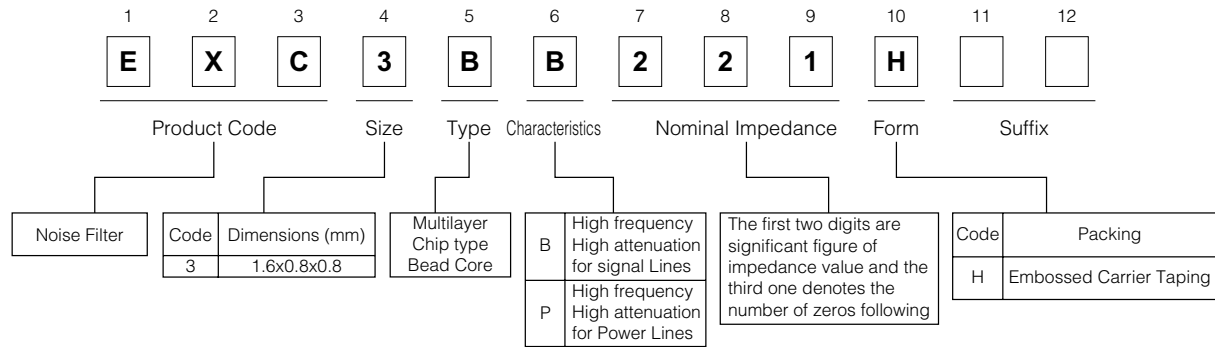 1 2 3 4 5 6 7 8 9 10 11 12
E X C 3 B B 2 2 1 H
Product Code Size Type Characteristics Nominal Impedance Form Suffix
Noise Filter
Code Dimensions (mm)
3 1.6x0.8x0.8
Multilayer
Chip type
Bead Core
B High frequency
High attenuation
for signal Lines
P High frequency
High attenuation
for Power Lines
The first two digits are
significant figure of
impedance value and the
third one denotes the
number of zeros following
Code Packing
H Embossed Carrier Taping